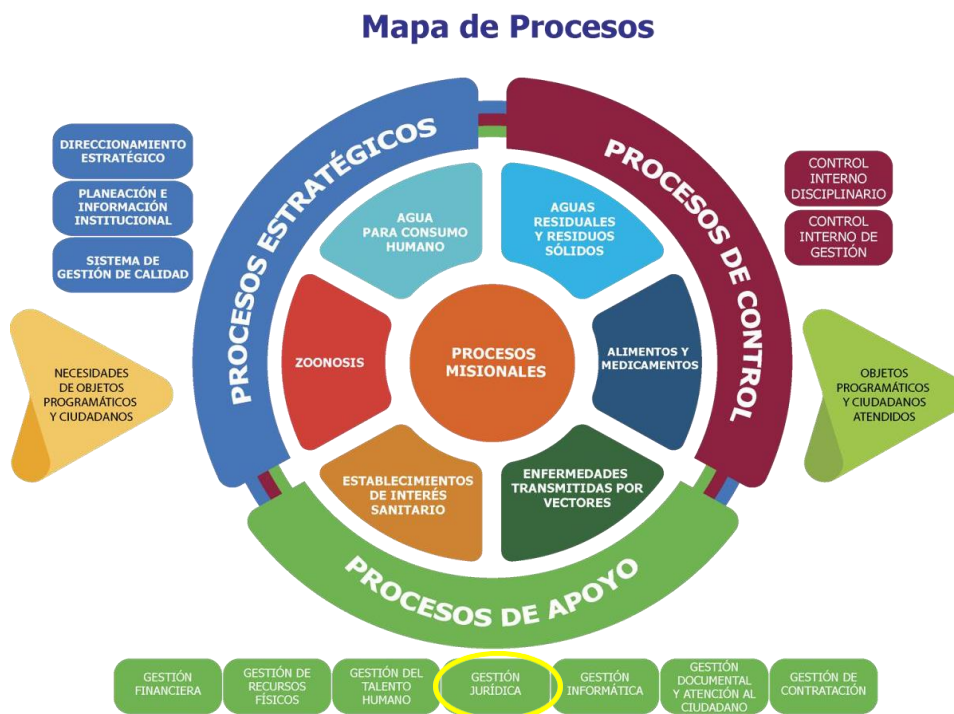 Mapa de Procesos
PROCESOS ESTRATÉGICOS
PROCESOS DE CONTROL
DIRECCIONAMIENTO
ESTRATÉGICO
PLANEACIÓN E
INFORMACIÓN
INSTITUCIONAL
SISTEMA DE
GESTIÓN DE CALIDAD
CONTROL
INTERNO
DISCIPLINARIO
CONTROL
INTERNO DE
GESTIÓN
AGUA
PARA CONSUMO
HUMANO
AGUAS
RESIDUALES
Y RESIDUOS
SÓLIDOS
ZOONOSIS
PROCESOS
MISIONALES
ALIMENTOS Y
MEDICAMENTOS
NECESIDADES
DE OBJETOS
PROGRAMÁTICOS
Y CIUDADANOS
OBJETOS
PROGRAMÁTICOS
Y CIUDADANOS
ATENDIDOS
ESTABLECIMIENTOS
DE INTERÉS
SANITARIO
ENFERMEDADES
TRANSMITIDAS POR
VECTORES
PROCESOS DE APOYO
GESTIÓN
FINANCIERA
GESTIÓN DE
RECURSOS
FÍSICOS
GESTIÓN DEL
TALENTO
HUMANO
GESTIÓN
JURÍDICA
GESTIÓN
INFORMÁTICA
GESTIÓN
DOCUMENTAL
Y ATENCIÓN AL
CIUDADANO
GESTIÓN DE
CONTRATACIÓN